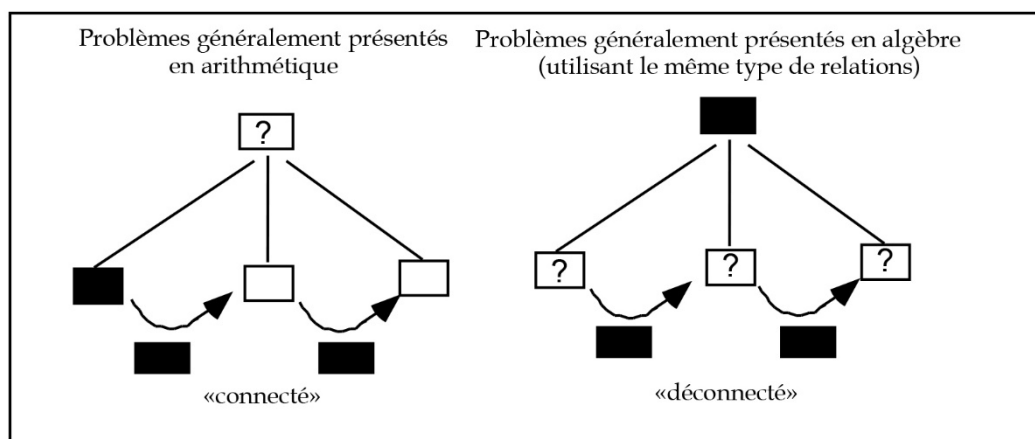 Problèmes généralement présentés
en arithmétique
Problèmes généralement présentés en algèbre
(utilisant le même type de relations)
?
? ? ?
«connecté»
«déconnecté»